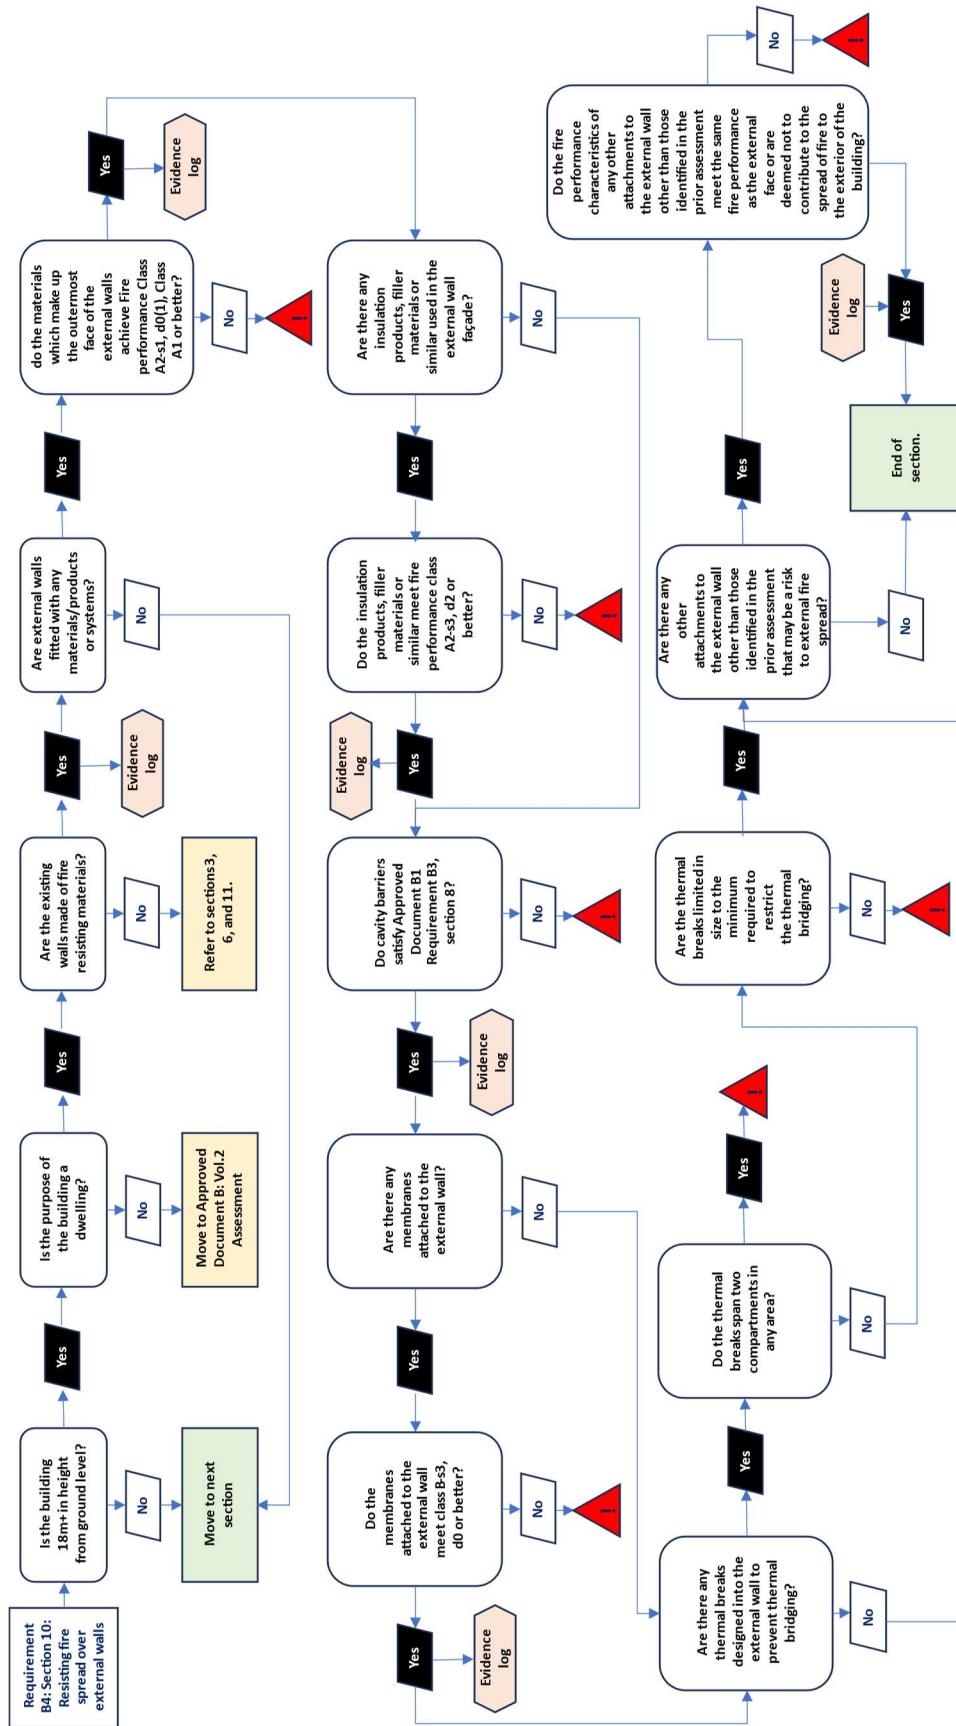 Requirement
B4: Section 10:
Resisting fire
spread over
external walls
Is the building
18m+ in height
from ground level?
Yes
No
Move to next
section
Is the purpose of
the building a
dwelling?
Yes
No
Move to Approved
Document B: Vol.2
Assessment
Are the existing
walls made of fire
resisting materials?
Yes
Evidence
log
No
Refer to sections 3,
6, and 11.
Are external walls
fitted with any
materials/products
or systems?
Yes
No
do the materials
which make up
the outermost
face of the
external walls
achieve Fire
performance Class
A2-s1, d0(1), Class
A1 or better?
Yes
Evidence
log
No
!
Are there any
insulation
products, filler
materials or
similar used in the
external wall
façade?
Yes
No
Do the insulation
products, filler
materials or
similar meet fire
performance class
A2-s3, d2 or
better?
Yes
Evidence
log
No
!
Do cavity barriers
satisfy Approved
Document B1
Requirement B3,
section 8?
Yes
Evidence
log
No
!
Are there any
membranes
attached to the
external wall?
Yes
No
Do the
membranes
attached to the
external wall
meet class B-s3,
d0 or better?
Yes
Evidence
log
No
!
Are there any
thermal breaks
designed into the
external wall to
prevent thermal
bridging?
Yes
No
Do the thermal
breaks span two
compartments in
any area?
Yes
!
No
Are the thermal
breaks limited in
size to the
minimum
required to
restrict
the thermal
bridging?
Yes
No
!
Are there any
other
attachments to
the external wall
other than those
identified in the
prior assessment
that may be a risk
to external fire
spread?
Yes
No
Do the fire
performance
characteristics of
any other
attachments to
the external wall
other than those
identified in the
prior assessment
meet the same
fire performance
as the external
face or are
deemed not to
contribute to the
spread of fire to
the exterior of the
building?
No
!
Evidence
log
Yes
End of
section.